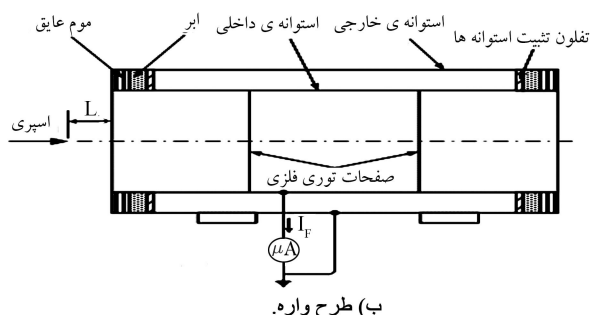 موم عایق
ابر
استوانه ی داخلی
استوانه ی خارجی
تفلون تثبیت استوانه ها
L
اسپری
صفحات توری فلزی
I_F
μA
ب) طرح واره.